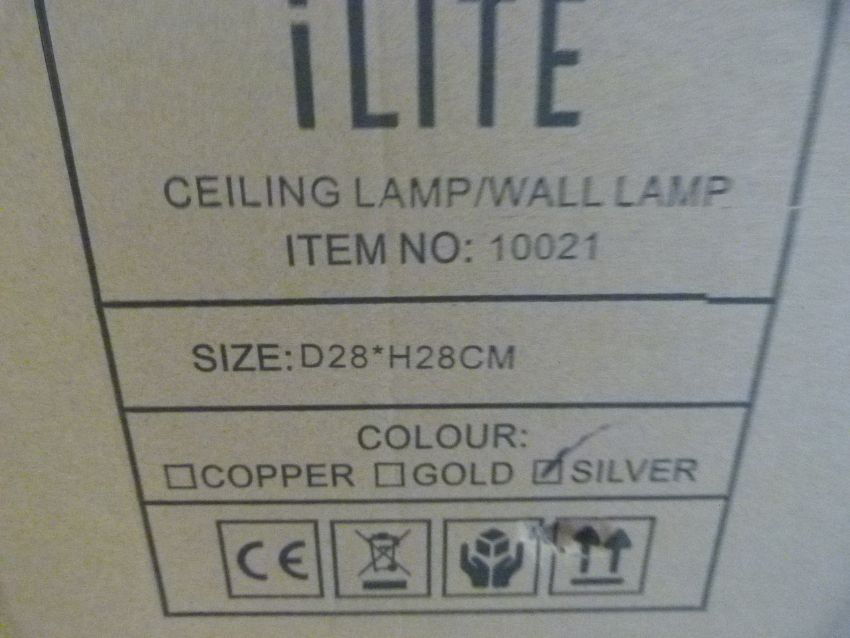 iLITE
CEILING LAMP/WALL LAMP
ITEM NO: 10021
SIZE: D28*H28CM
COLOUR:
☐COPPER ☐GOLD ☑SILVER
CE